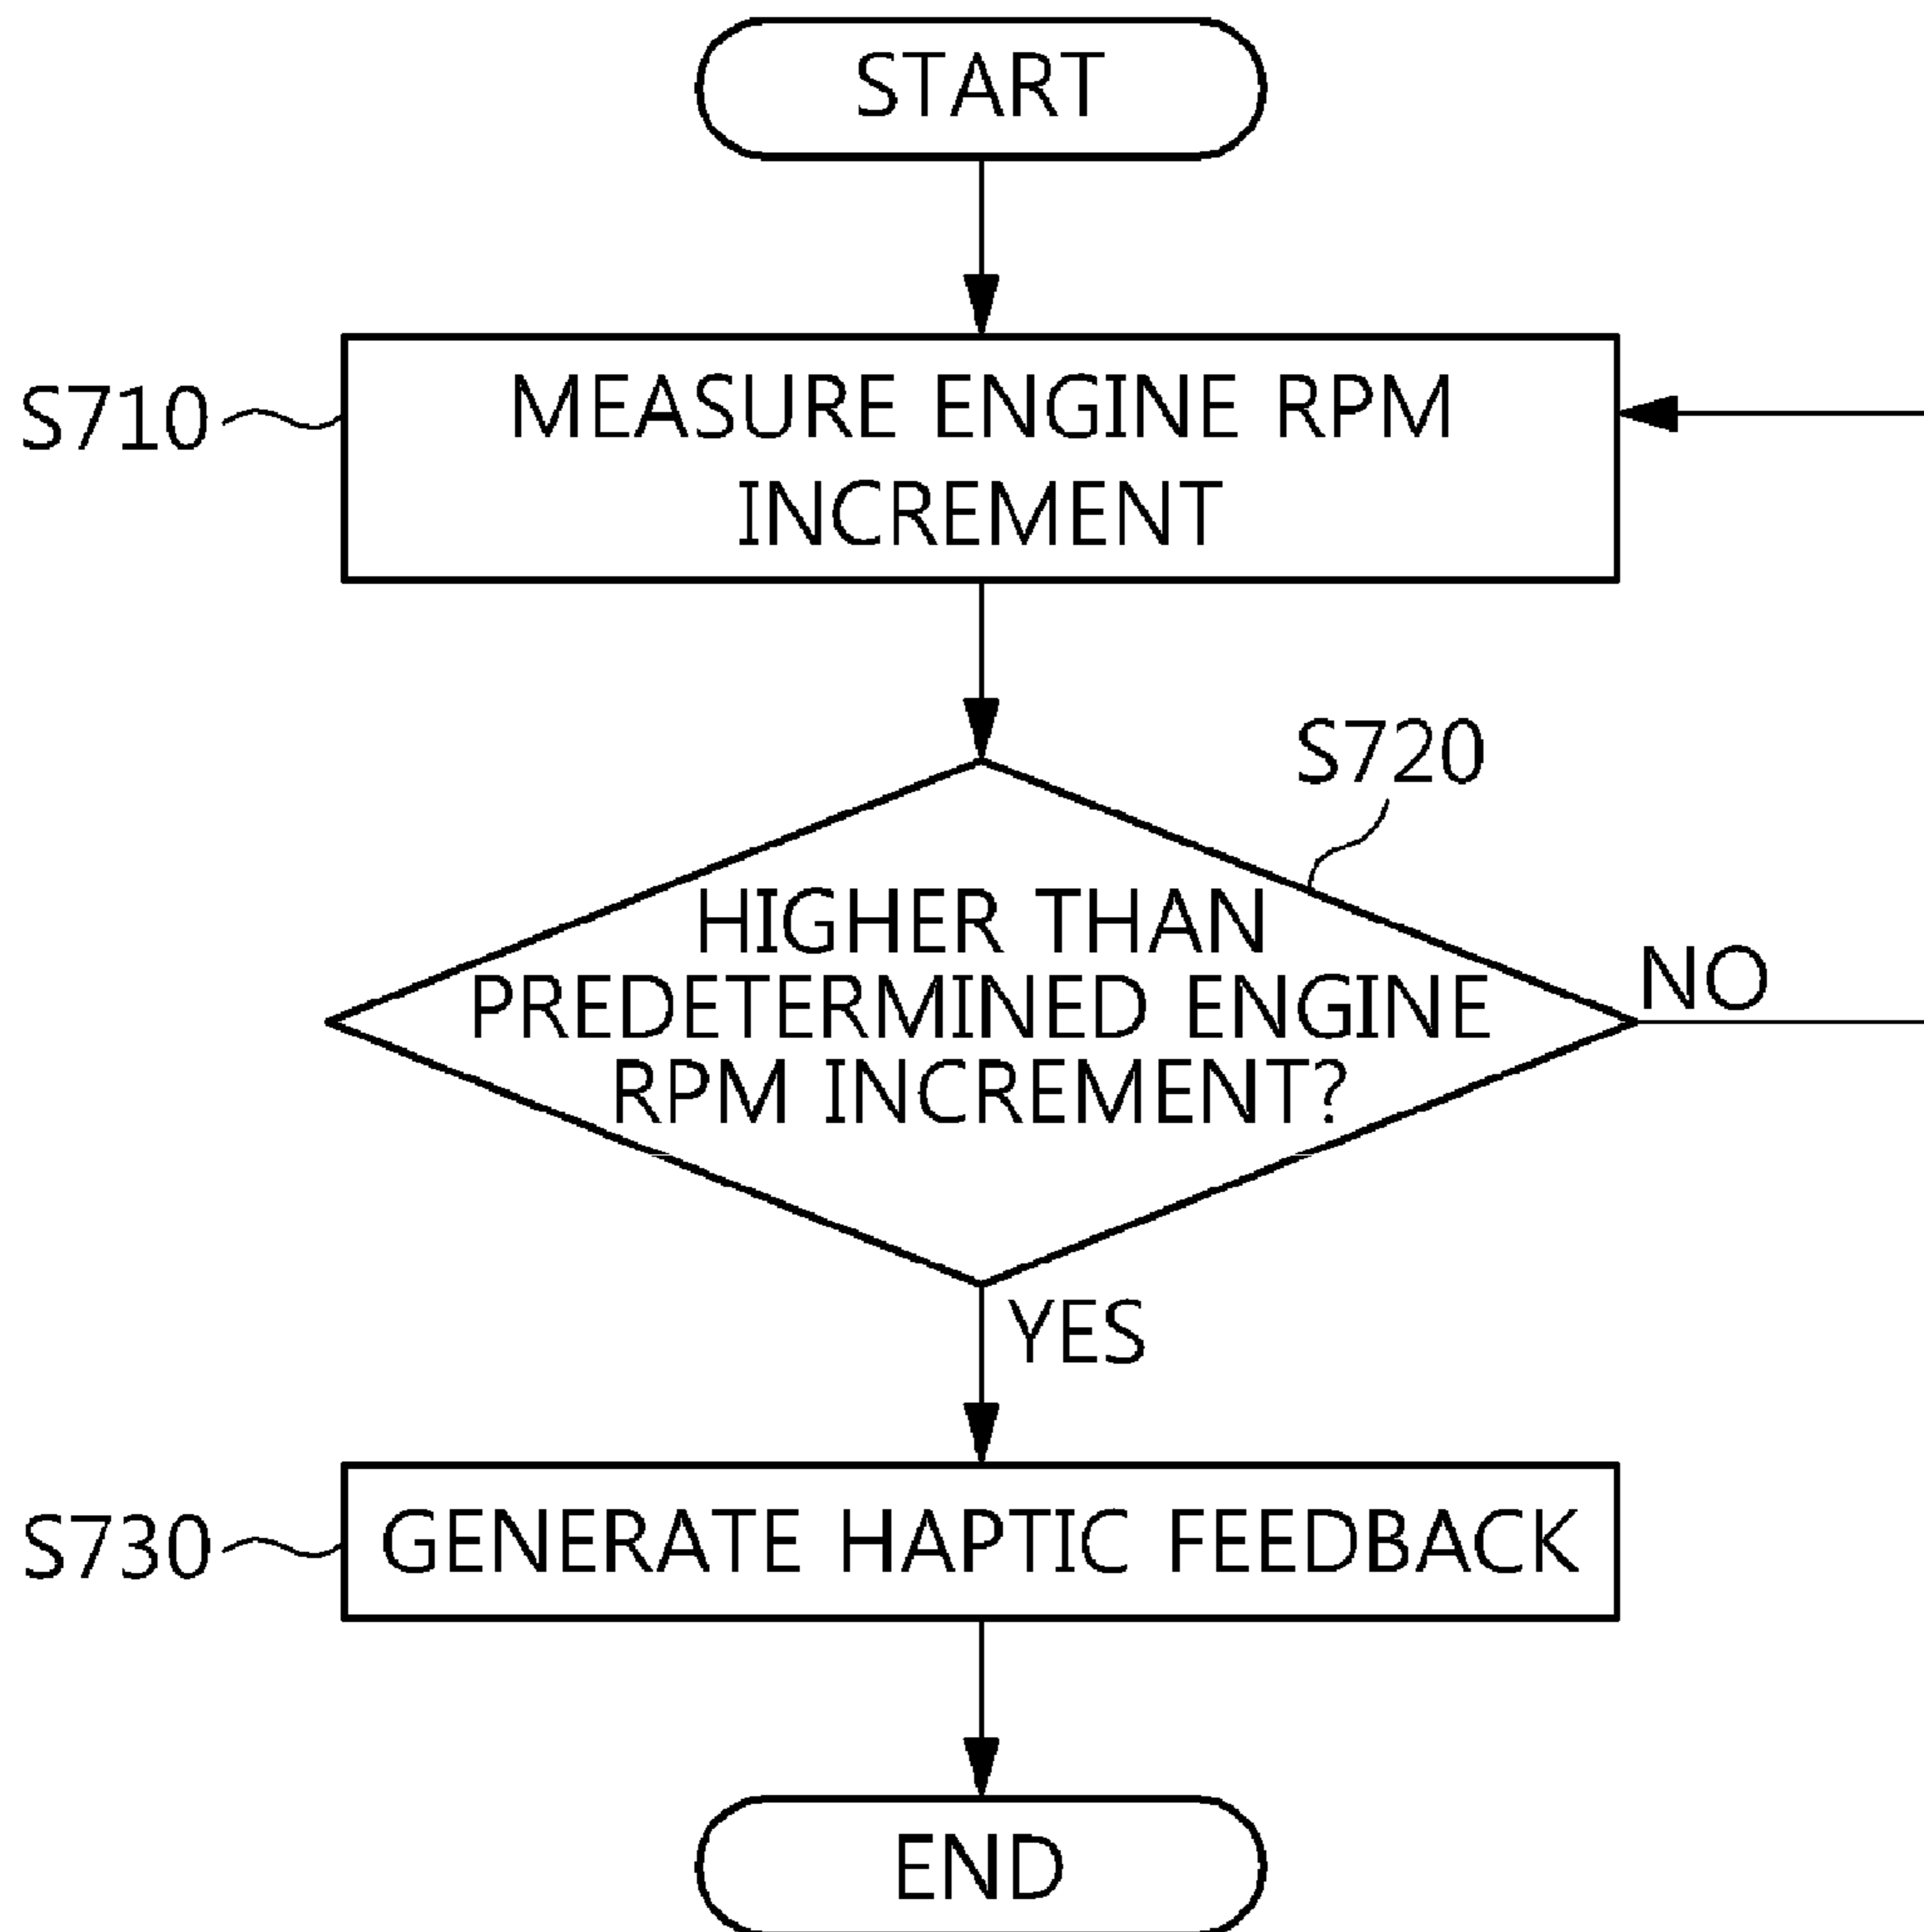 START
S710
MEASURE ENGINE RPM
INCREMENT
S720
HIGHER THAN
PREDETERMINED ENGINE
RPM INCREMENT?
NO
YES
S730
GENERATE HAPTIC FEEDBACK
END